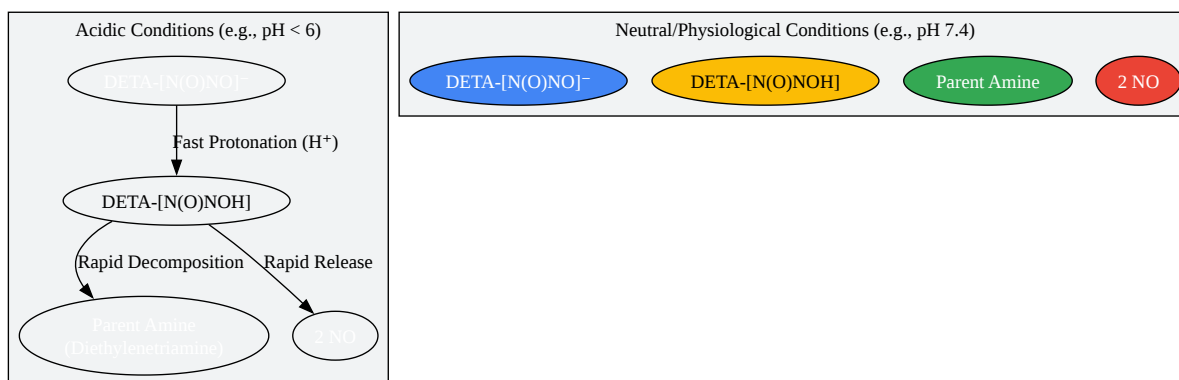 Acidic Conditions (e.g., pH < 6)
DETA-[N(O)NO]⁻
Fast Protonation (H⁺)
DETA-[N(O)NOH]
Rapid Decomposition
Rapid Release
Parent Amine
(Diethylenetriamine)
2 NO
Neutral/Physiological Conditions (e.g., pH 7.4)
DETA-[N(O)NO]⁻
DETA-[N(O)NOH]
Parent Amine
2 NO